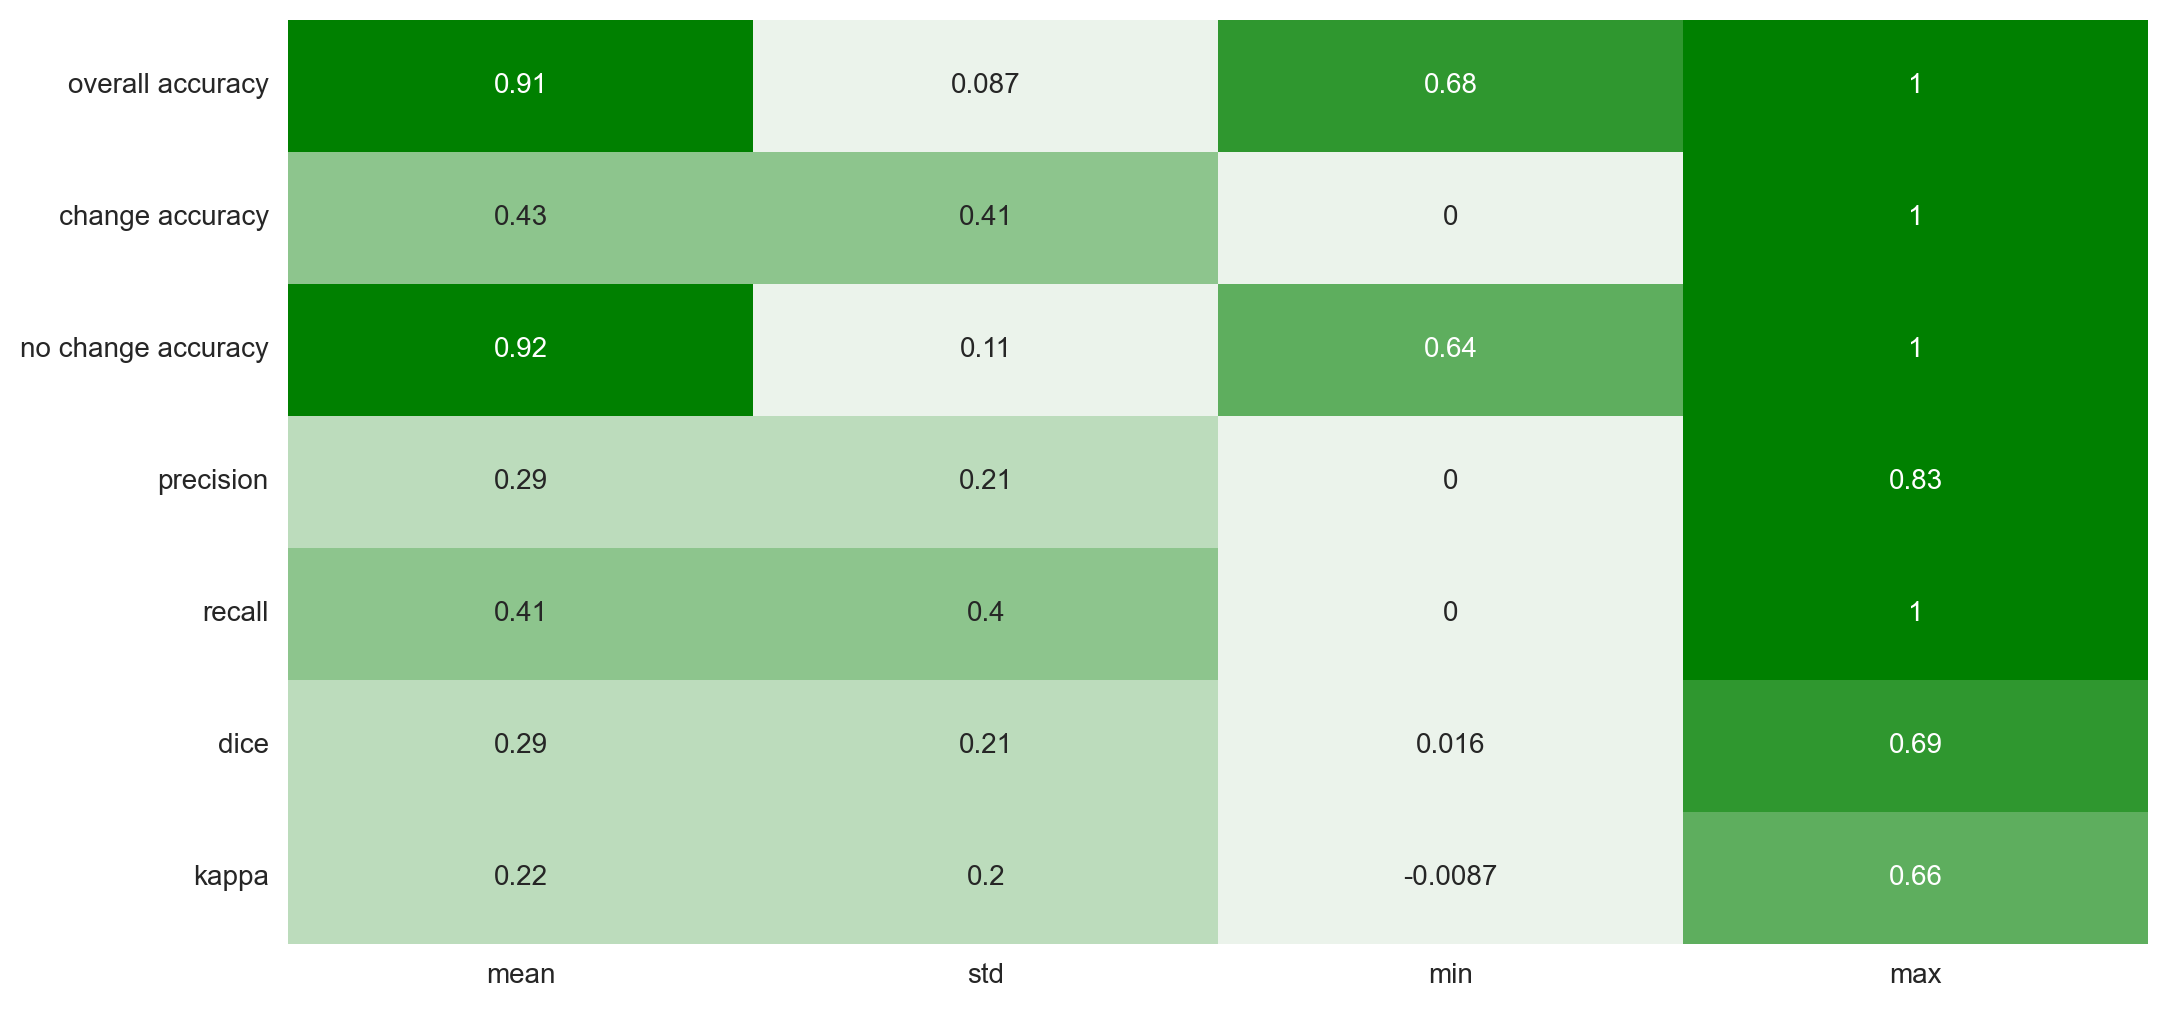 overall accuracy 0.91 0.087 0.68 1
change accuracy 0.43 0.41 0 1
no change accuracy 0.92 0.11 0.64 1
precision 0.29 0.21 0 0.83
recall 0.41 0.4 0 1
dice 0.29 0.21 0.016 0.69
kappa 0.22 0.2 -0.0087 0.66
mean std min max